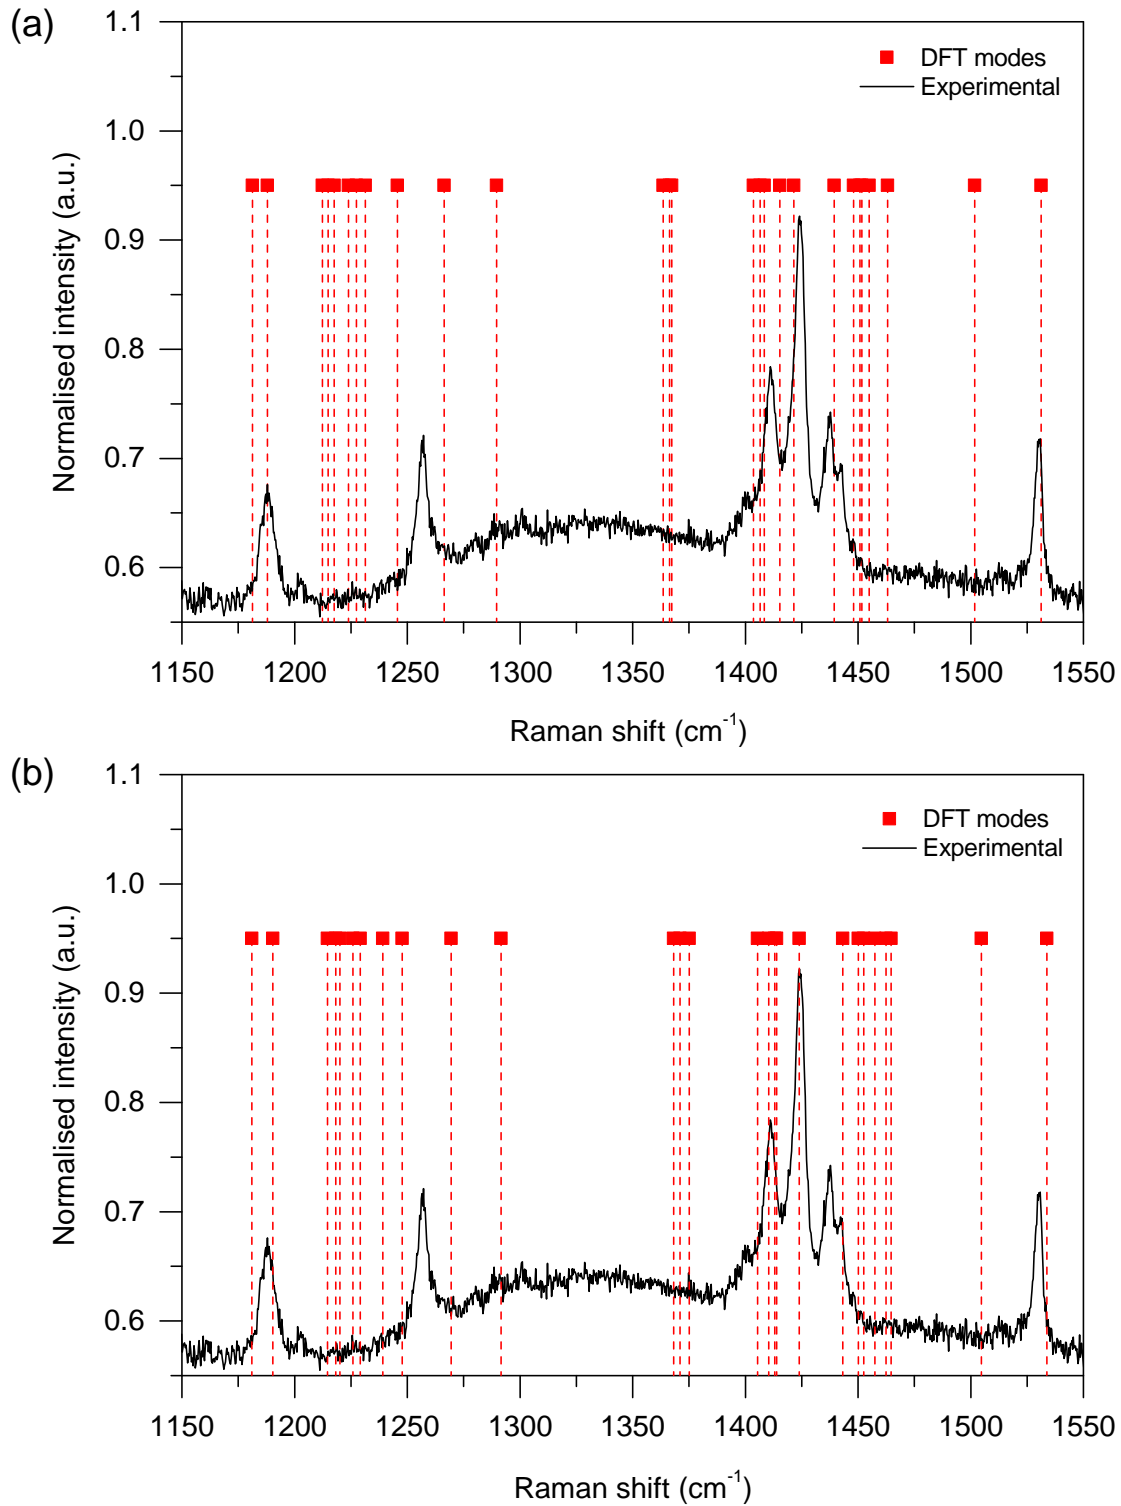 (a)
1.1
1.0
0.9
0.8
0.7
0.6
Normalised intensity (a.u.)
DFT modes
Experimental
1150 1200 1250 1300 1350 1400 1450 1500 1550
Raman shift (cm⁻¹)
(b)
1.1
1.0
0.9
0.8
0.7
0.6
Normalised intensity (a.u.)
DFT modes
Experimental
1150 1200 1250 1300 1350 1400 1450 1500 1550
Raman shift (cm⁻¹)